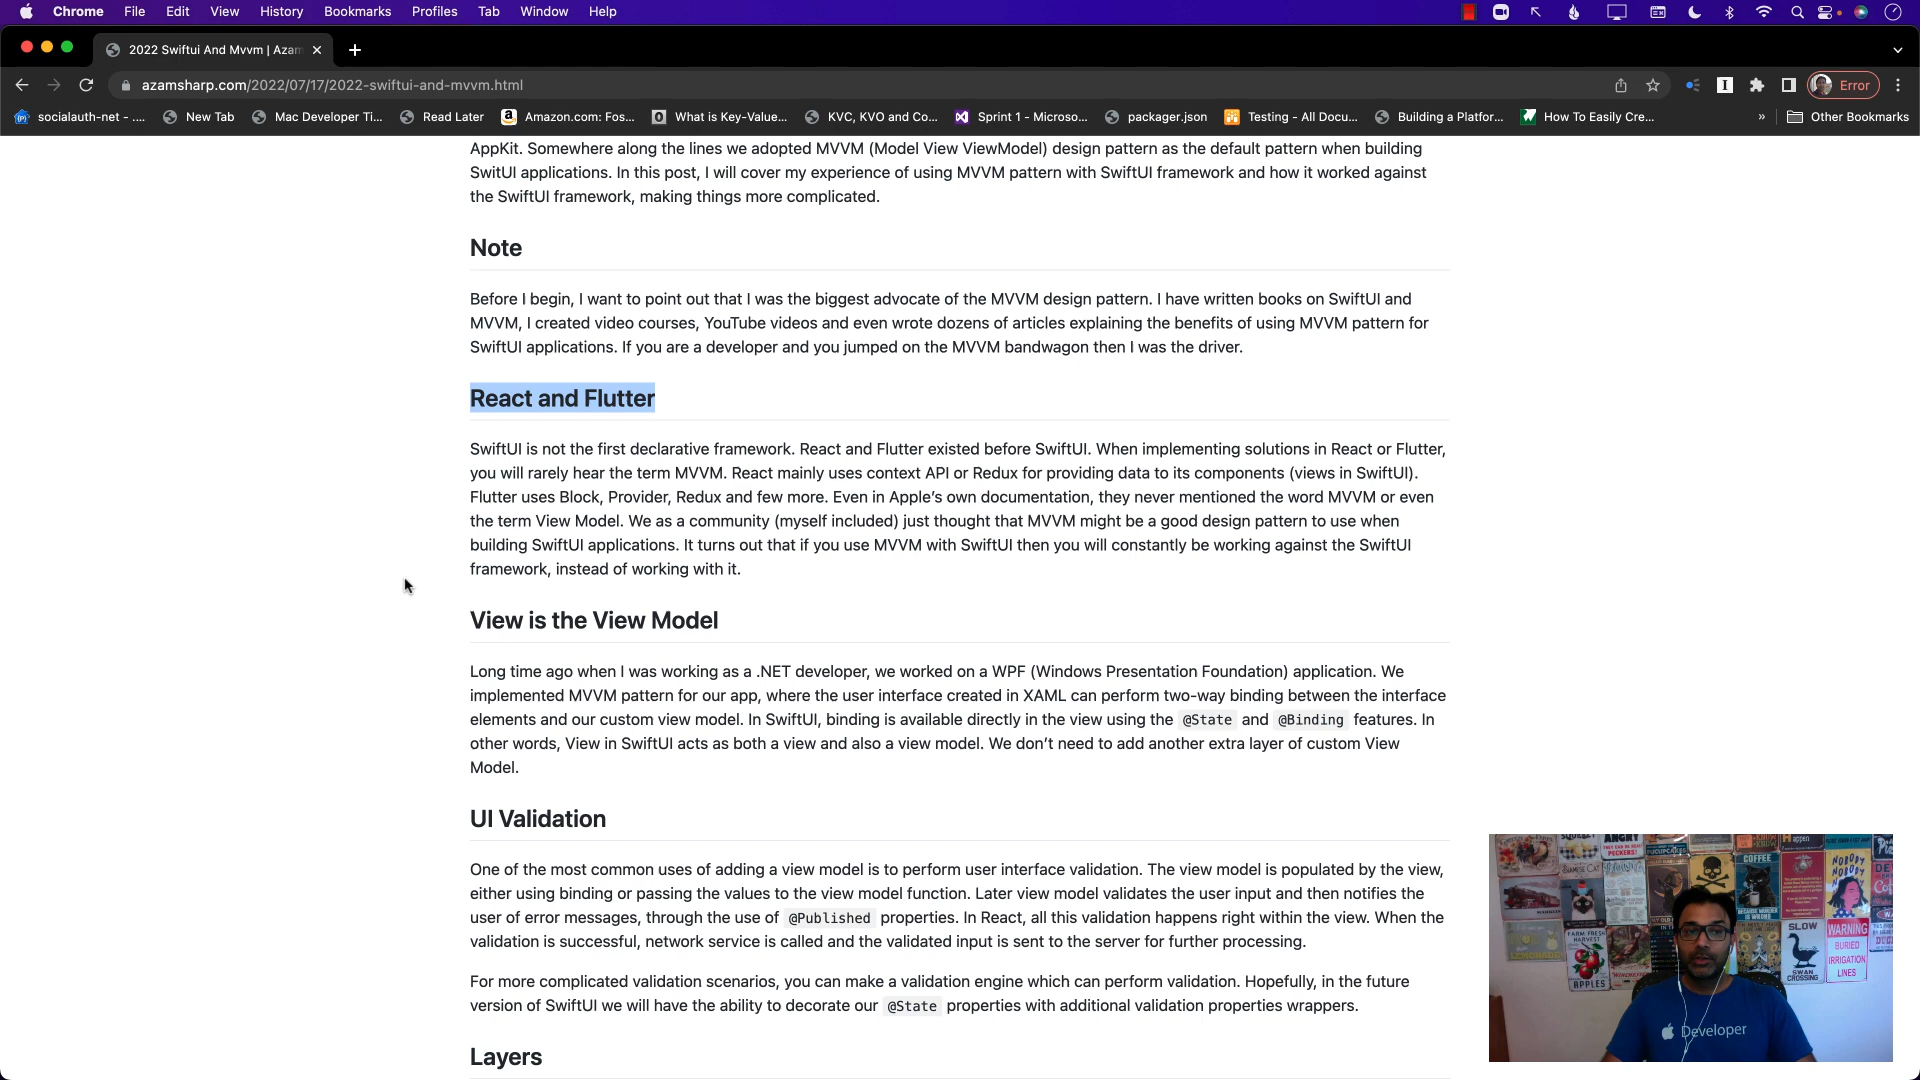 Chrome File Edit View History Bookmarks Profiles Tab Window Help
2022 Swiftui And Mvvm | Azam
azamsharp.com/2022/07/17/2022-swiftui-and-mvvm.html
Error
socialauth-net - .... New Tab Mac Developer Ti... Read Later Amazon.com: Fos... What is Key-Value... KVC, KVO and Co... Sprint 1 - Microso... packager.json Testing - All Docu... Building a Platfor... How To Easily Cre... » Other Bookmarks
AppKit. Somewhere along the lines we adopted MVVM (Model View ViewModel) design pattern as the default pattern when building
SwitUI applications. In this post, I will cover my experience of using MVVM pattern with SwiftUI framework and how it worked against
the SwiftUI framework, making things more complicated.
Note
Before I begin, I want to point out that I was the biggest advocate of the MVVM design pattern. I have written books on SwiftUI and
MVVM, I created video courses, YouTube videos and even wrote dozens of articles explaining the benefits of using MVVM pattern for
SwiftUI applications. If you are a developer and you jumped on the MVVM bandwagon then I was the driver.
React and Flutter
SwiftUI is not the first declarative framework. React and Flutter existed before SwiftUI. When implementing solutions in React or Flutter,
you will rarely hear the term MVVM. React mainly uses context API or Redux for providing data to its components (views in SwiftUI).
Flutter uses Block, Provider, Redux and few more. Even in Apple's own documentation, they never mentioned the word MVVM or even
the term View Model. We as a community (myself included) just thought that MVVM might be a good design pattern to use when
building SwiftUI applications. It turns out that if you use MVVM with SwiftUI then you will constantly be working against the SwiftUI
framework, instead of working with it.
View is the View Model
Long time ago when I was working as a .NET developer, we worked on a WPF (Windows Presentation Foundation) application. We
implemented MVVM pattern for our app, where the user interface created in XAML can perform two-way binding between the interface
elements and our custom view model. In SwiftUI, binding is available directly in the view using the @State and @Binding features. In
other words, View in SwiftUI acts as both a view and also a view model. We don't need to add another extra layer of custom View
Model.
UI Validation
One of the most common uses of adding a view model is to perform user interface validation. The view model is populated by the view,
either using binding or passing the values to the view model function. Later view model validates the user input and then notifies the
user of error messages, through the use of @Published properties. In React, all this validation happens right within the view. When the
validation is successful, network service is called and the validated input is sent to the server for further processing.
For more complicated validation scenarios, you can make a validation engine which can perform validation. Hopefully, in the future
version of SwiftUI we will have the ability to decorate our @State properties with additional validation properties wrappers.
Layers
COFFEE
NOBODY
FARM FRESH
HARVEST
APPLES
SLOW
SWAN
CROSSING
WARNING
BURIED
IRRIGATION
LINES
Developer